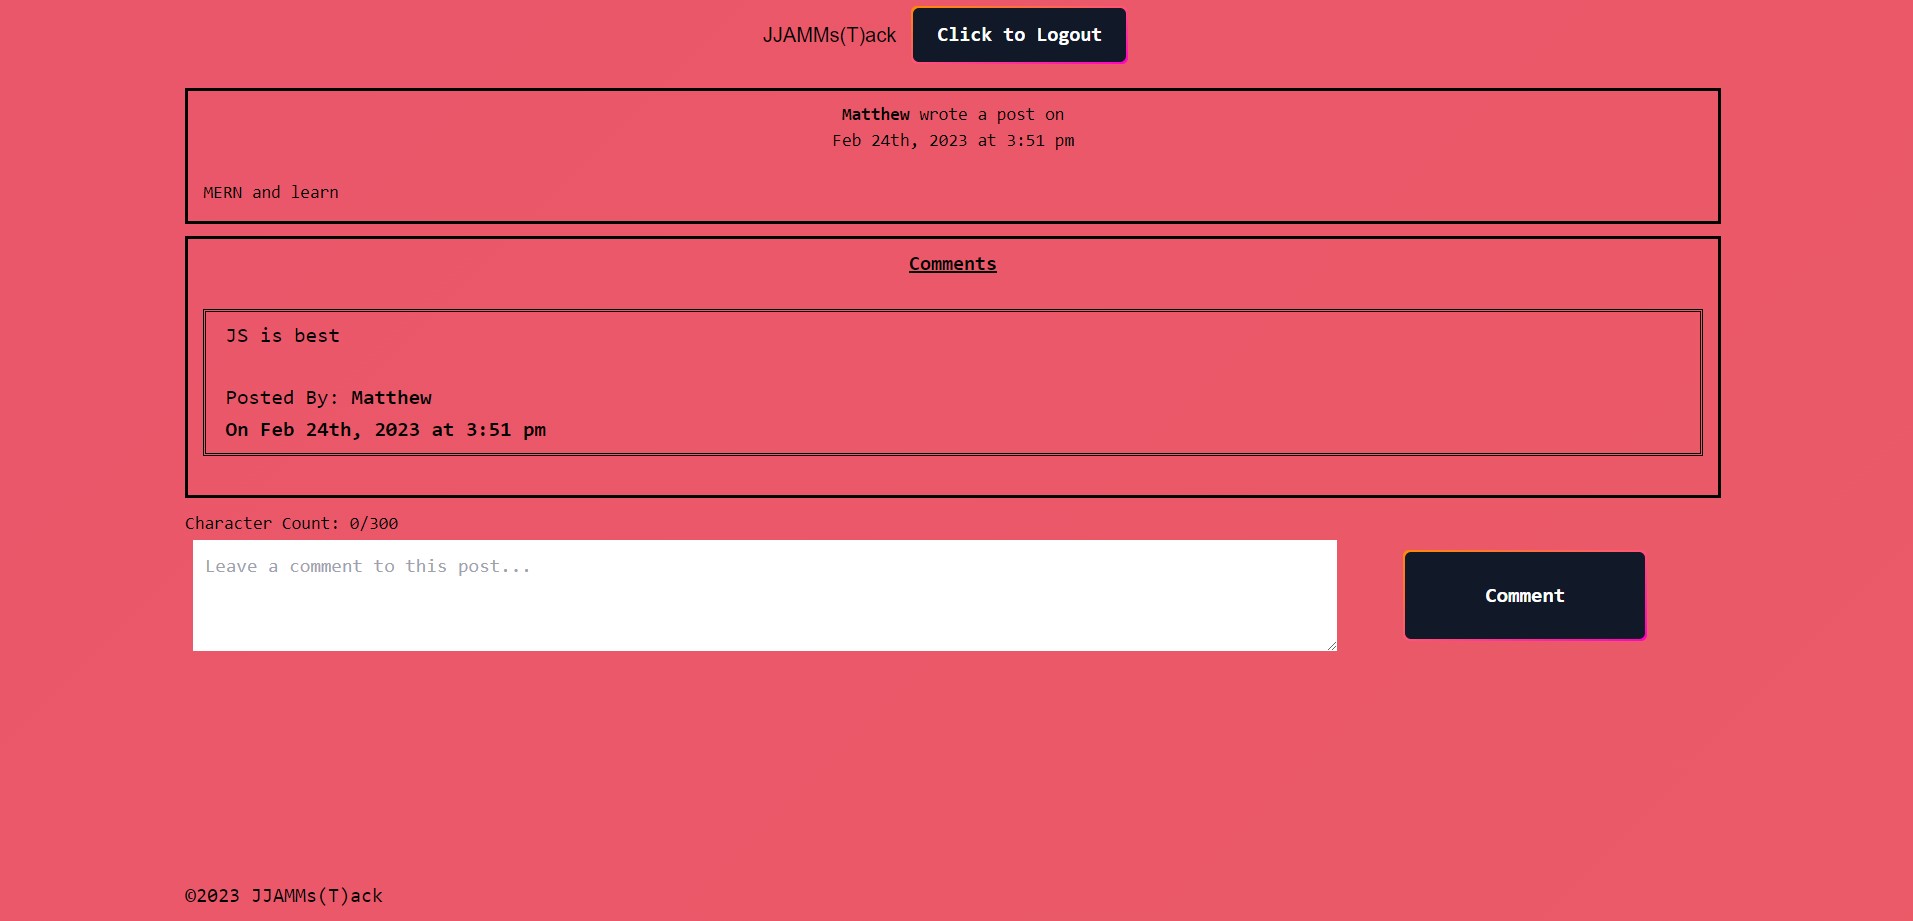 JJAMMs(T)ack Click to Logout
Matthew wrote a post on
Feb 24th, 2023 at 3:51 pm
MERN and learn
Comments
JS is best
Posted By: Matthew
On Feb 24th, 2023 at 3:51 pm
Character Count: 0/300
Leave a comment to this post...
Comment
©2023 JJAMMs(T)ack